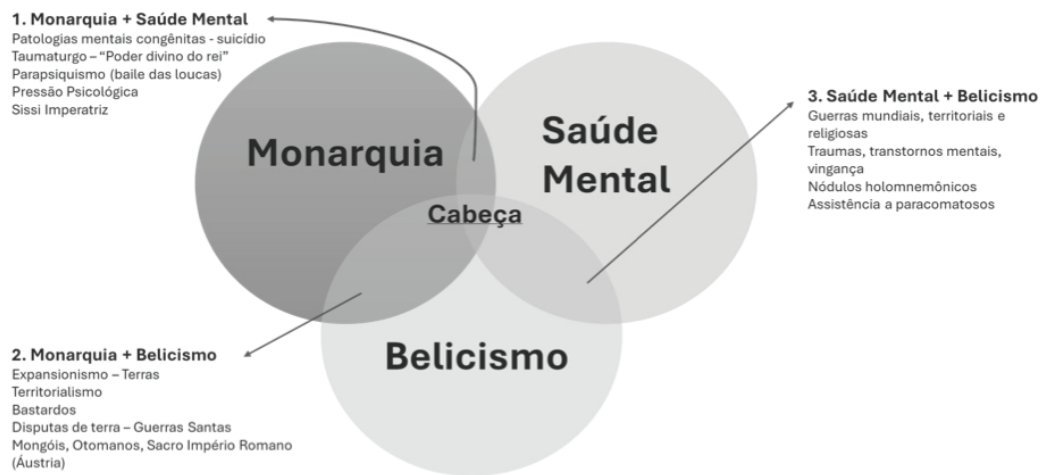 1. Monarquia + Saúde Mental
Patologias mentais congênitas - suicídio
Taumaturgo – “Poder divino do rei”
Parapsiquismo (baile das loucas)
Pressão Psicológica
Sissi Imperatriz
Monarquia
Saúde
Mental
Cabeça
Belicismo
3. Saúde Mental + Belicismo
Guerras mundiais, territoriais e
religiosas
Traumas, transtornos mentais,
vingança
Nódulos holomnemônicos
Assistência a paracomatosos
2. Monarquia + Belicismo
Expansionismo – Terras
Territorialismo
Bastardos
Disputas de terra – Guerras Santas
Mongóis, Otomanos, Sacro Império Romano
(Áustria)